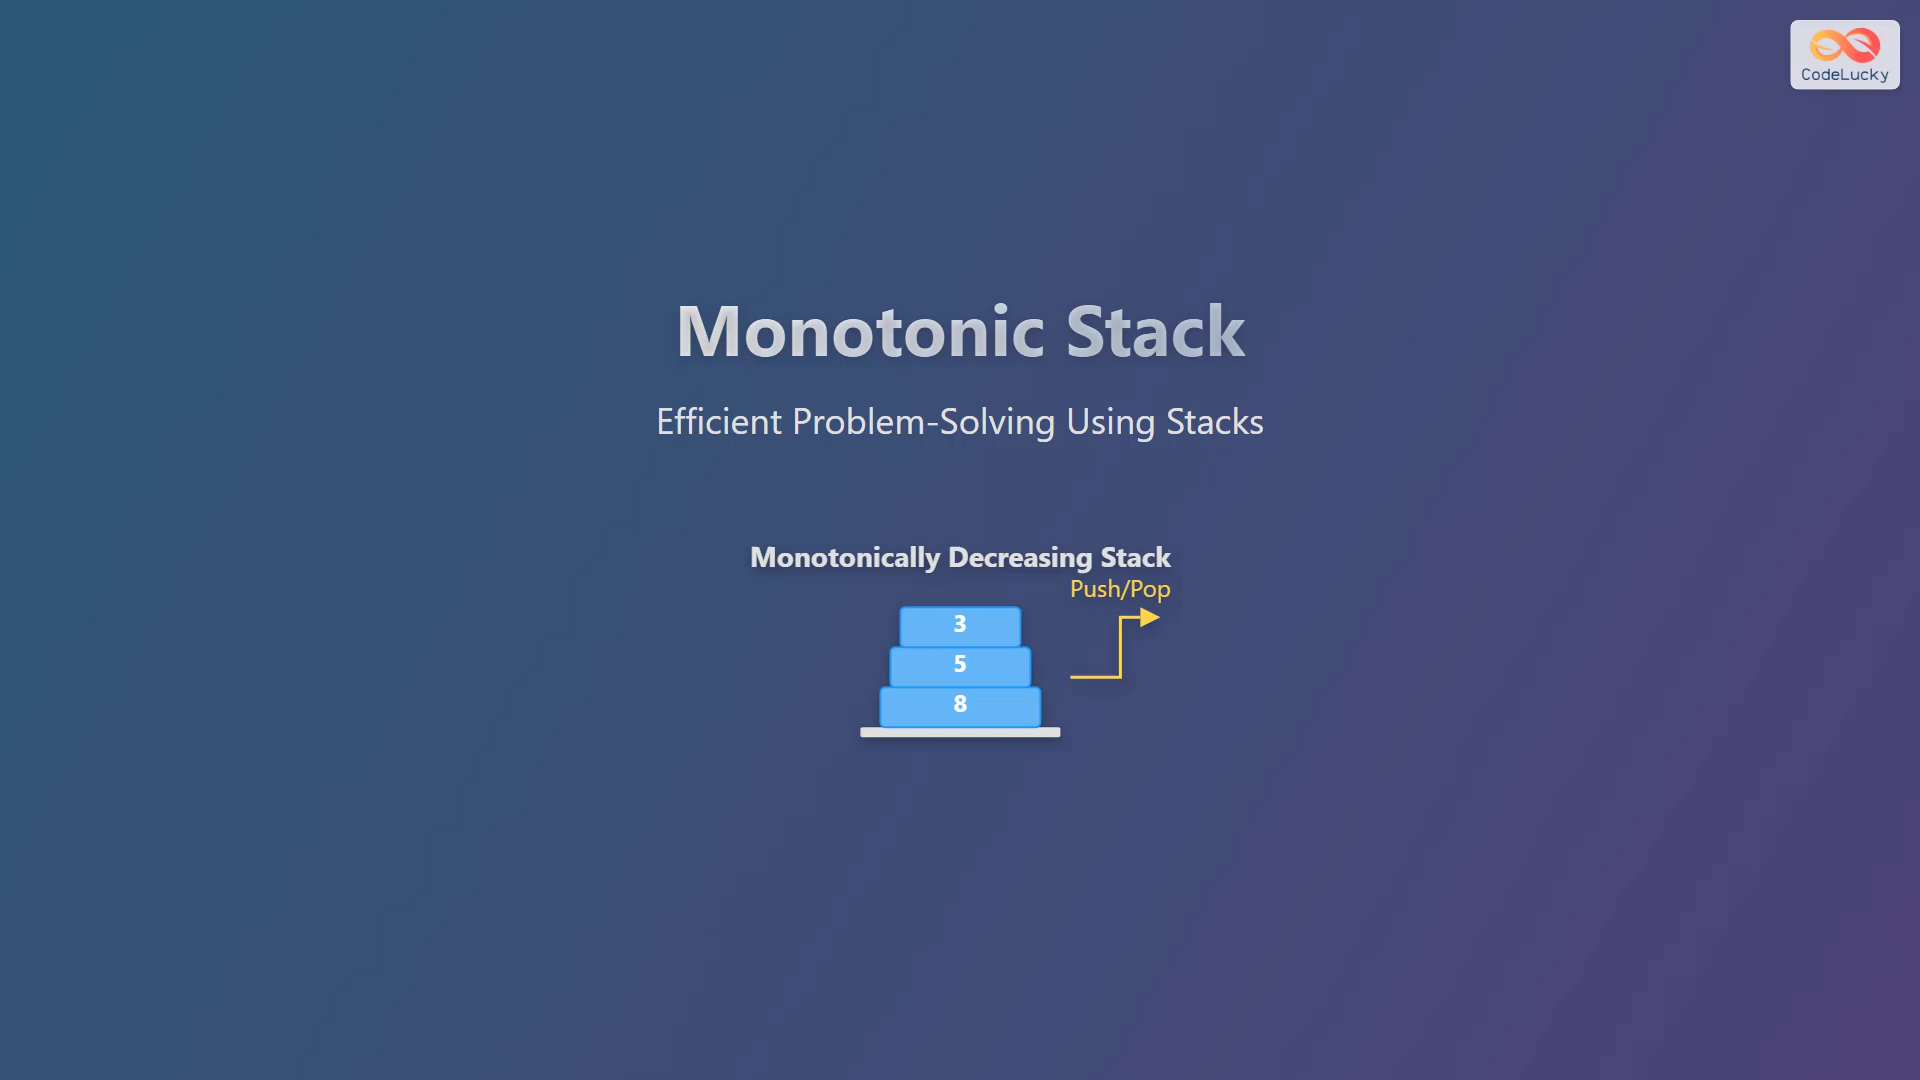 CodeLucky
Monotonic Stack
Efficient Problem-Solving Using Stacks
Monotonically Decreasing Stack
Push/Pop
3
5
8